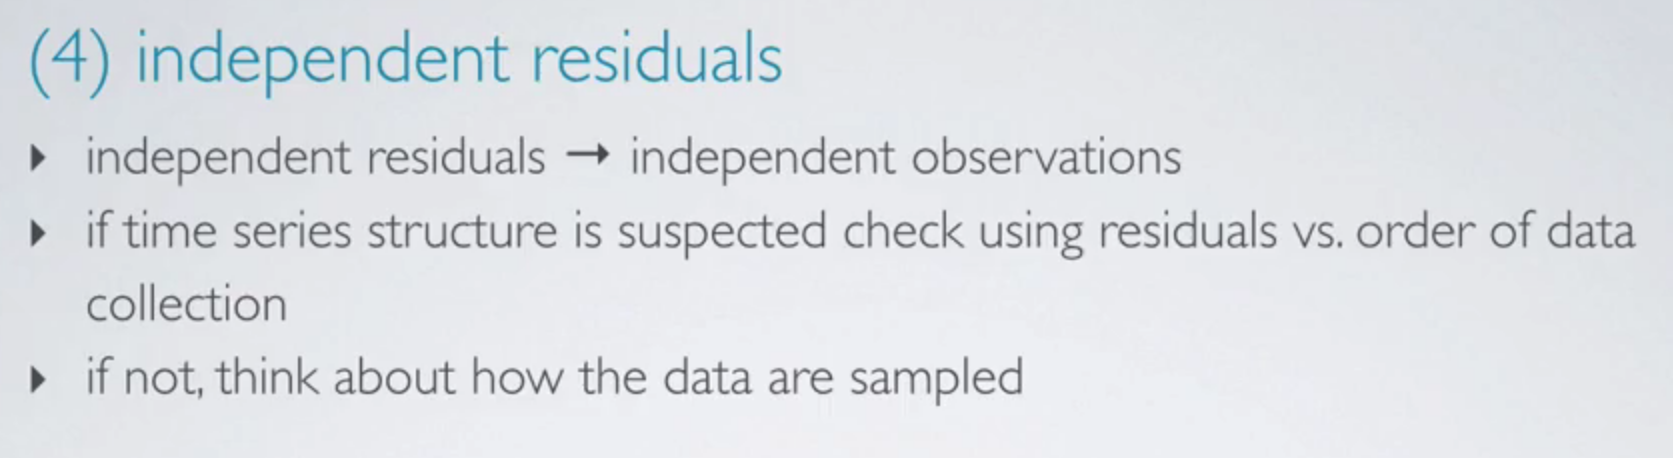 (4) independent residuals
▸ independent residuals → independent observations
▸ if time series structure is suspected check using residuals vs. order of data
collection
▸ if not, think about how the data are sampled